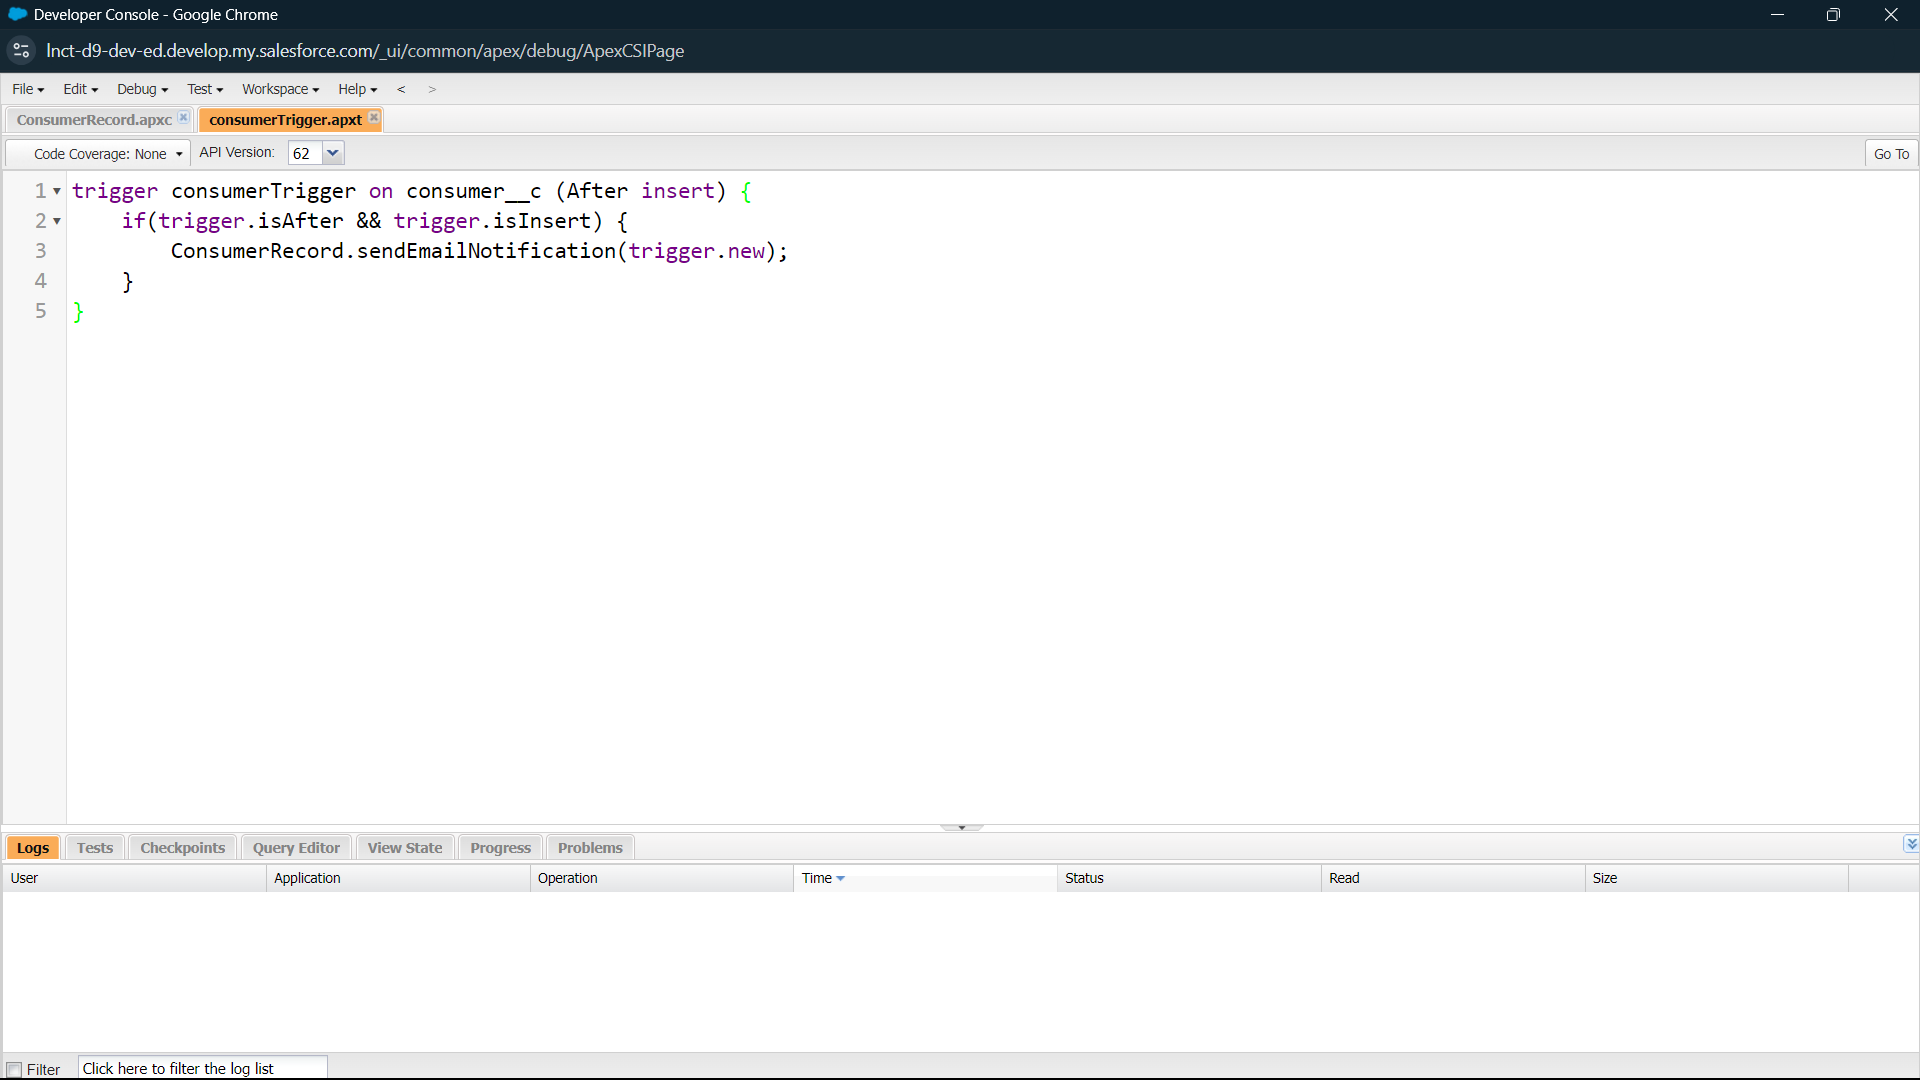 Developer Console - Google Chrome
lnct-d9-dev-ed.develop.my.salesforce.com/_ui/common/apex/debug/ApexCSIPage
File Edit Debug Test Workspace Help < >
ConsumerRecord.apxc consumerTrigger.apxt
Code Coverage: None API Version: 62 Go To
1 trigger consumerTrigger on consumer__c (After insert) {
2 if(trigger.isAfter && trigger.isInsert) {
3 ConsumerRecord.sendEmailNotification(trigger.new);
4 }
5 }
Logs Tests Checkpoints Query Editor View State Progress Problems
User Application Operation Time Status Read Size
Filter Click here to filter the log list